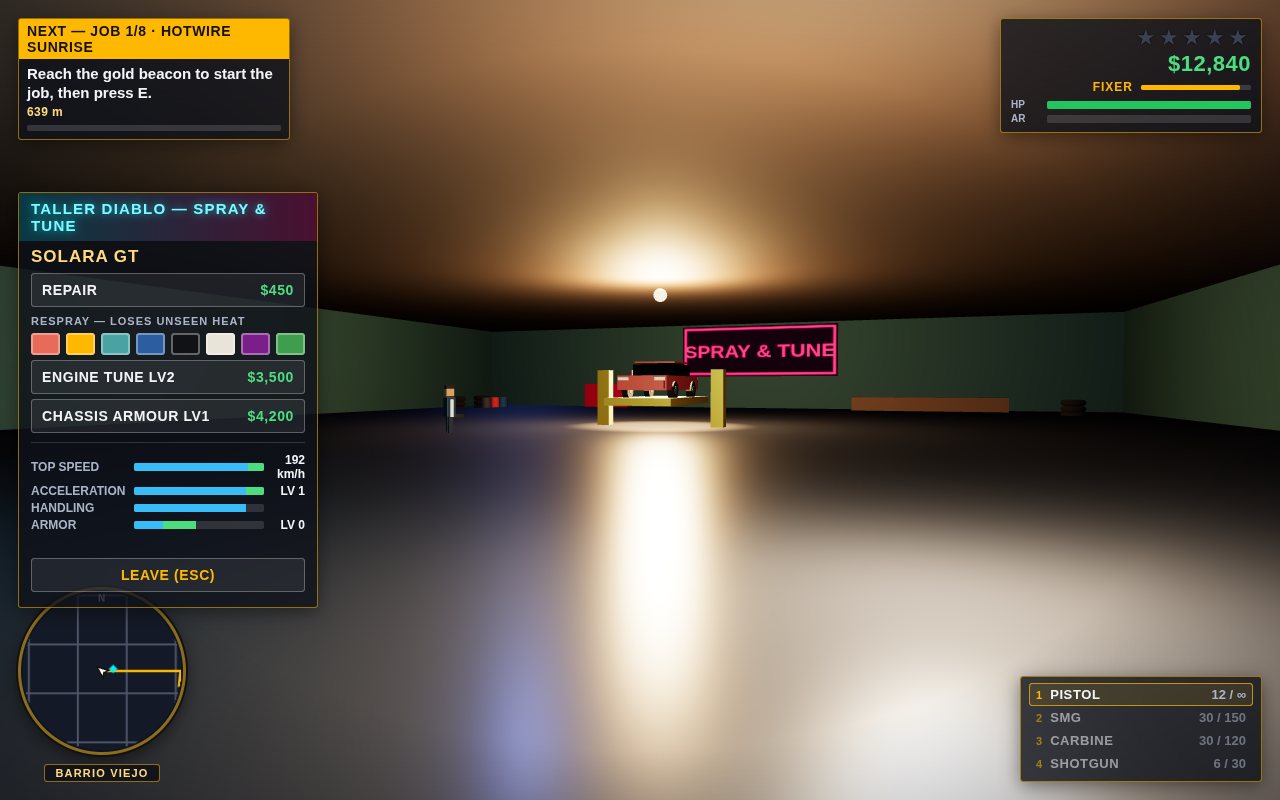 NEXT — JOB 1/8 · HOTWIRE
SUNRISE
Reach the gold beacon to start the
job, then press E.
639 m
★★★★★
$12,840
FIXER
HP
AR
TALLER DIABLO — SPRAY &
TUNE
SOLARA GT
REPAIR $450
RESPRAY — LOSES UNSEEN HEAT
ENGINE TUNE LV2 $3,500
CHASSIS ARMOUR LV1 $4,200
TOP SPEED 192
km/h
ACCELERATION LV 1
HANDLING
ARMOR LV 0
LEAVE (ESC)
SPRAY & TUNE
N
BARRIO VIEJO
1 PISTOL 12 / ∞
2 SMG 30 / 150
3 CARBINE 30 / 120
4 SHOTGUN 6 / 30